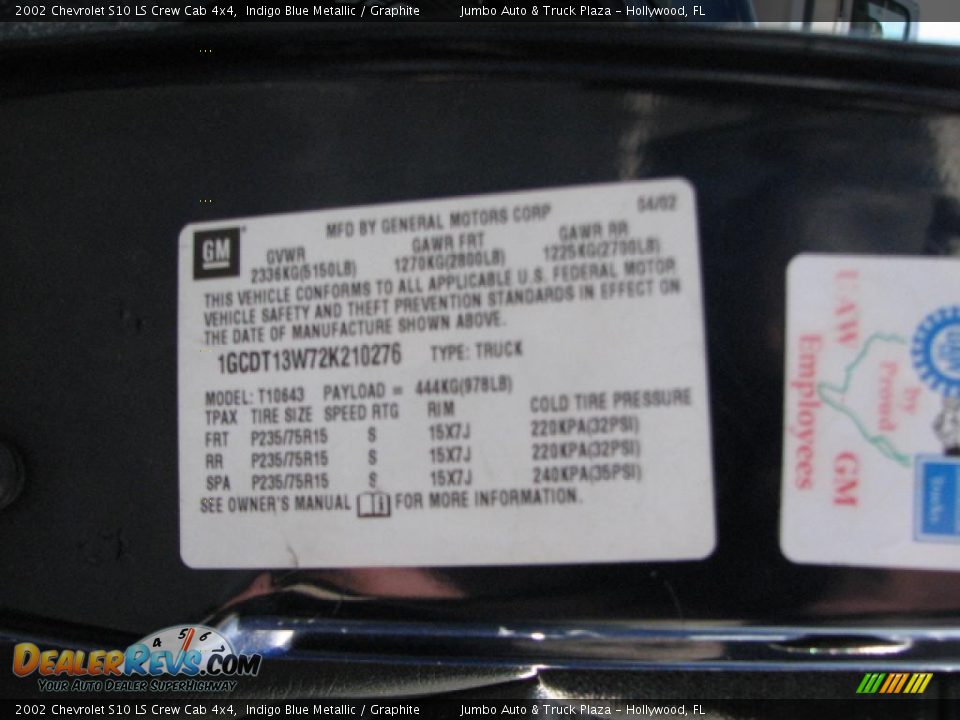 2002 Chevrolet S10 LS Crew Cab 4x4, Indigo Blue Metallic / Graphite Jumbo Auto & Truck Plaza - Hollywood, FL
MFD BY GENERAL MOTORS CORP 04/02
GM
GVWR GAWR FRT GAWR RR
2336KG(5150LB) 1270KG(2800LB) 1225KG(2700LB)
THIS VEHICLE CONFORMS TO ALL APPLICABLE U.S. FEDERAL MOTOR
VEHICLE SAFETY AND THEFT PREVENTION STANDARDS IN EFFECT ON
THE DATE OF MANUFACTURE SHOWN ABOVE.
1GCDT13W72K210276 TYPE: TRUCK
MODEL: T10643 PAYLOAD = 444KG(978LB)
TPAX TIRE SIZE SPEED RTG RIM COLD TIRE PRESSURE
FRT P235/75R15 S 15X7J 220KPA(32PSI)
RR P235/75R15 S 15X7J 220KPA(32PSI)
SPA P235/75R15 S 15X7J 240KPA(35PSI)
SEE OWNER'S MANUAL FOR MORE INFORMATION.
by
Proud
UAW GM
Employees
4 5 6
DEALERREVS.COM
YOUR AUTO DEALER SUPERHIGHWAY
2002 Chevrolet S10 LS Crew Cab 4x4, Indigo Blue Metallic / Graphite Jumbo Auto & Truck Plaza - Hollywood, FL